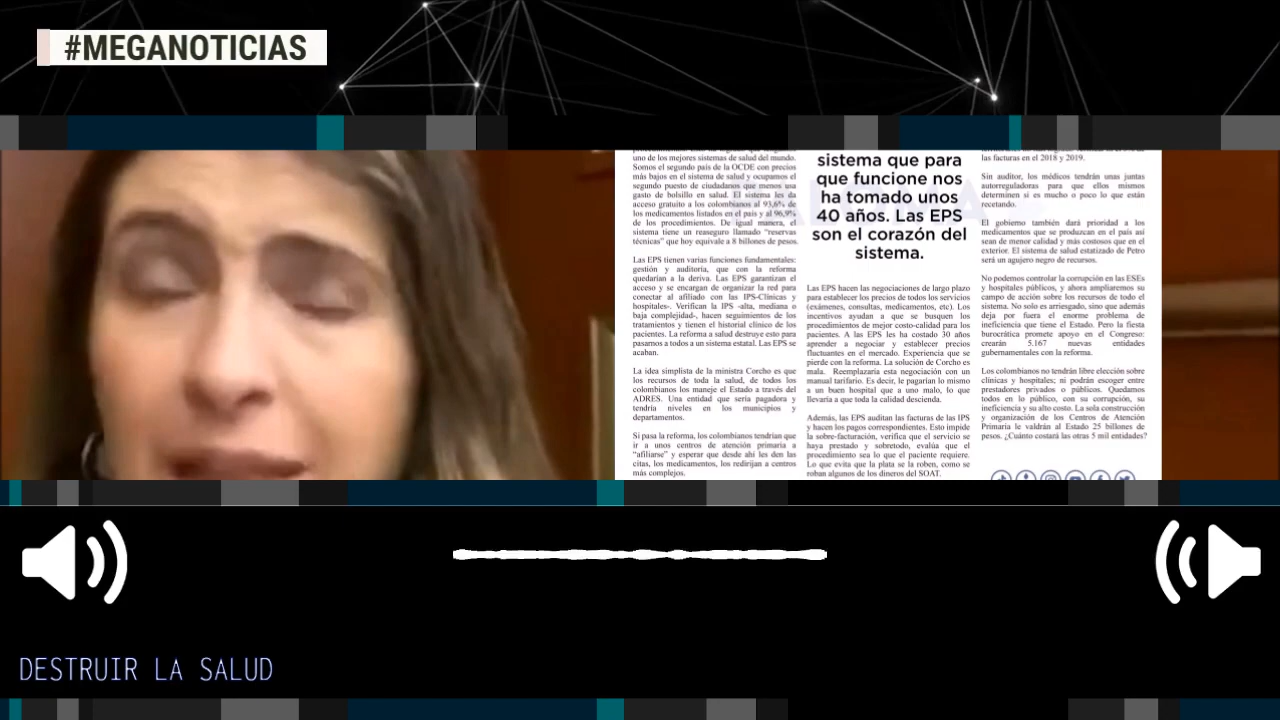 #MEGANOTICIAS
uno de los mejores sistemas de salud del mundo.
Somos el segundo país de la OCDE con precios
más bajos en el sistema de salud y ocupamos el
segundo puesto de ciudadanos que menos una
gasto de bolsillo en salud. El sistema les da
acceso gratuito a los colombianos al 93,6% de
los medicamentos listados en el país y al 96,9%
de los procedimientos. De igual manera, el
sistema tiene un reaseguro llamado "reservas
técnicas" que hoy equivale a 8 billones de pesos.
Las EPS tienen varias funciones fundamentales:
gestión y auditoría, que con la reforma
quedarían a la deriva. Las EPS garantizan el
acceso y se encargan de organizar la red para
conectar al afiliado con las IPS-Clínicas y
hospitales-. Verifican la IPS -alta, mediana o
baja complejidad-, hacen seguimientos de los
tratamientos y tienen el historial clínico de los
pacientes. La reforma a salud destruye esto para
pasarnos a todos a un sistema estatal. Las EPS se
acaban.
La idea simplista de la ministra Corcho es que
los recursos de toda la salud, de todos los
colombianos los maneje el Estado a través del
ADRES. Una entidad que sería pagadora y
tendría niveles en los municipios y
departamentos.
Si pasa la reforma, los colombianos tendrían que
ir a unos centros de atención primaria a
"afiliarse" y esperar que desde ahí les den las
citas, los medicamentos, los redirijan a centros
más complejos.
sistema que para
que funcione nos
ha tomado unos
40 años. Las EPS
son el corazón del
sistema.
Las EPS hacen las negociaciones de largo plazo
para establecer los precios de todos los servicios
(exámenes, consultas, medicamentos, etc). Los
incentivos ayudan a que se busquen los
procedimientos de mejor costo-calidad para los
pacientes. A las EPS les ha costado 30 años
aprender a negociar y establecer precios
fluctuantes en el mercado. Experiencia que se
pierde con la reforma. La solución de Corcho es
mala. Reemplazaría esta negociación con un
manual tarifario. Es decir, le pagarían lo mismo
a un buen hospital que a uno malo, lo que
llevaría a que toda la calidad descienda.
Además, las EPS auditan las facturas de las IPS
y hacen los pagos correspondientes. Esto impide
la sobre-facturación, verifica que el servicio se
haya prestado y sobretodo, evalúa que el
procedimiento sea lo que el paciente requiere.
Lo que evita que la plata se la roben, como se
roban algunos de los dineros del SOAT.
las facturas en el 2018 y 2019.
Sin auditor, los médicos tendrán unas juntas
autorreguladoras para que ellos mismos
determinen si es mucho o poco lo que están
recetando.
El gobierno también dará prioridad a los
medicamentos que se produzcan en el país así
sean de menor calidad y más costosos que en el
exterior. El sistema de salud estatizado de Petro
será un agujero negro de recursos.
No podemos controlar la corrupción en las ESEs
y hospitales públicos, y ahora ampliaremos su
campo de acción sobre los recursos de todo el
sistema. No solo es arriesgado, sino que además
deja por fuera el enorme problema de
ineficiencia que tiene el Estado. Pero la fiesta
burocrática promete apoyo en el Congreso:
crearán 5.167 nuevas entidades
gubernamentales con la reforma.
Los colombianos no tendrán libre elección sobre
clínicas y hospitales; ni podrán escoger entre
prestadores privados o públicos. Quedamos
todos en lo público, con su corrupción, su
ineficiencia y su alto costo. La sola construcción
y organización de los Centros de Atención
Primaria le valdrán al Estado 25 billones de
pesos. ¿Cuánto costará las otras 5 mil entidades?
DESTRUIR LA SALUD